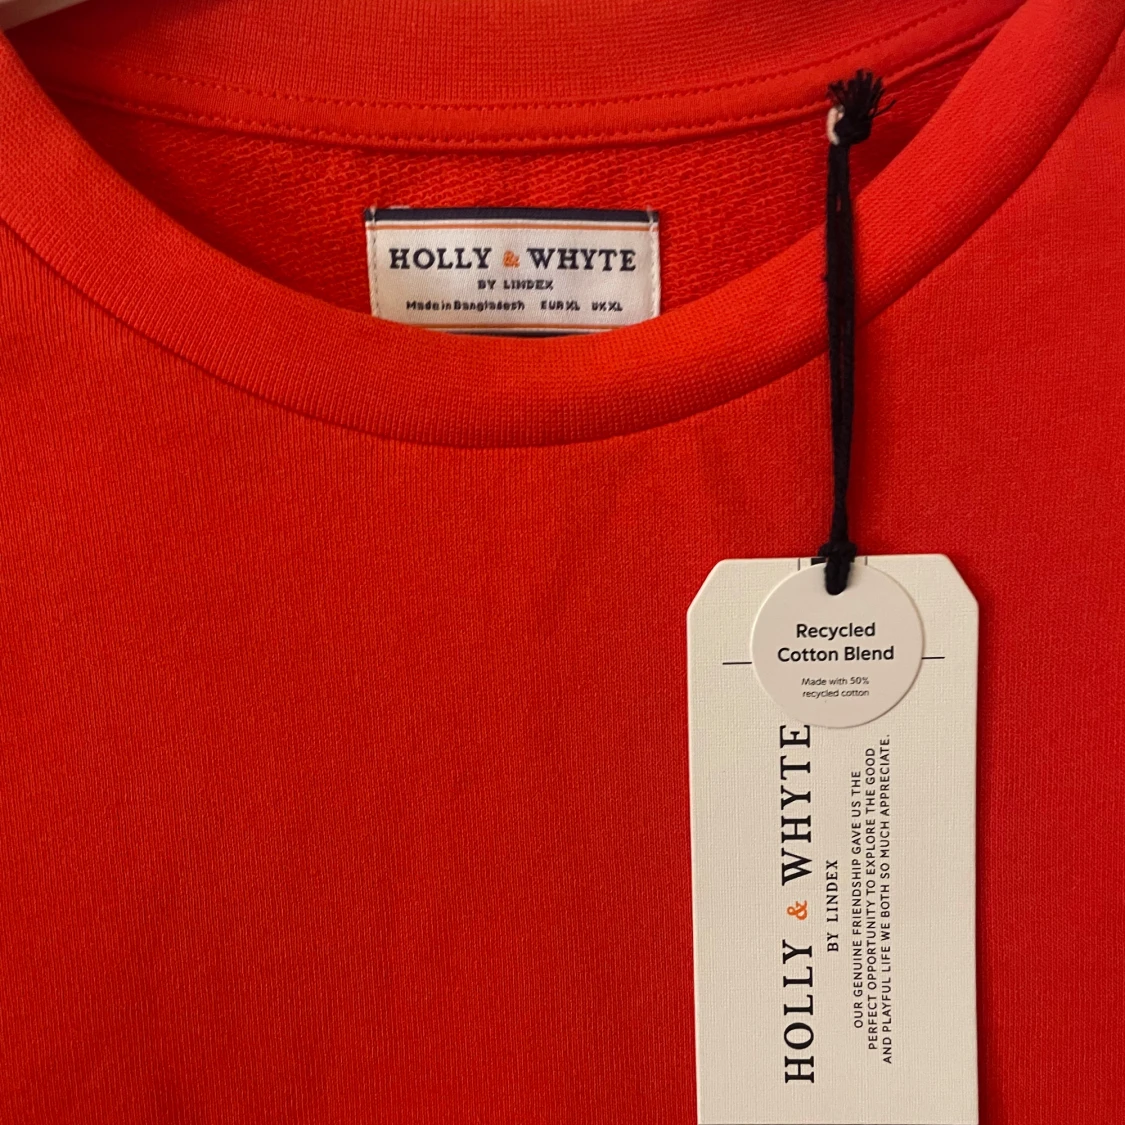 HOLLY & WHYTE
BY LINDEX
Made in Bangladesh EUR XL UK XL
Recycled
Cotton Blend
Made with 50%
recycled cotton
HOLLY & WHYTE
BY LINDEX
OUR GENUINE FRIENDSHIP GAVE US THE
PERFECT OPPORTUNITY TO EXPLORE THE GOOD
AND PLAYFUL LIFE WE BOTH SO MUCH APPRECIATE.